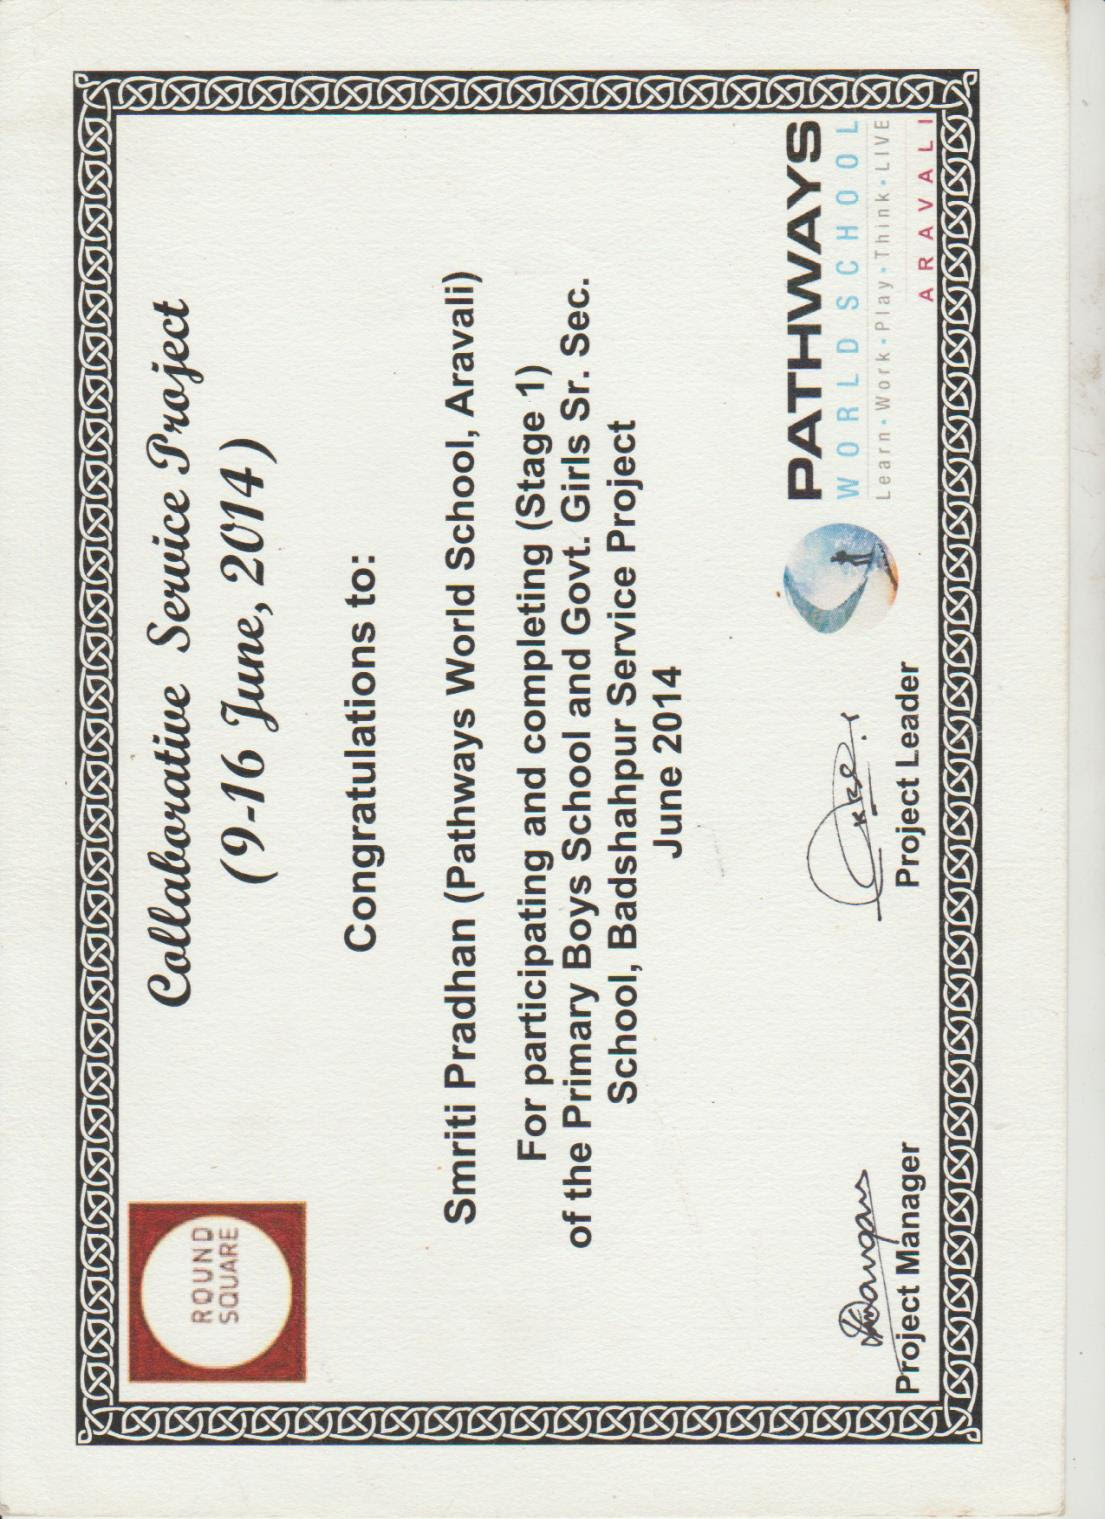 ROUND
SQUARE
Collaborative Service Project
(9-16 June, 2014)
Congratulations to:
Smriti Pradhan (Pathways World School, Aravali)
For participating and completing (Stage 1)
of the Primary Boys School and Govt. Girls Sr. Sec.
School, Badshahpur Service Project
June 2014
Project Manager
Project Leader
PATHWAYS
WORLD SCHOOL
Learn • Work • Play • Think • LIVE
ARAVALI